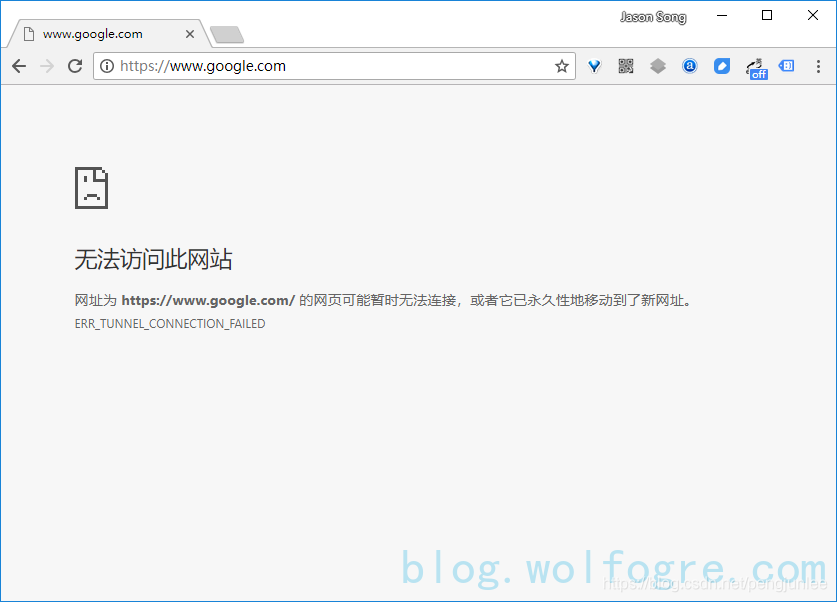 Jason Song
www.google.com
https://www.google.com
off
无法访问此网站
网址为 https://www.google.com/ 的网页可能暂时无法连接，或者它已永久性地移动到了新网址。
ERR_TUNNEL_CONNECTION_FAILED
blog.wolfogre.com
https://blog.csdn.net/pengjunlee